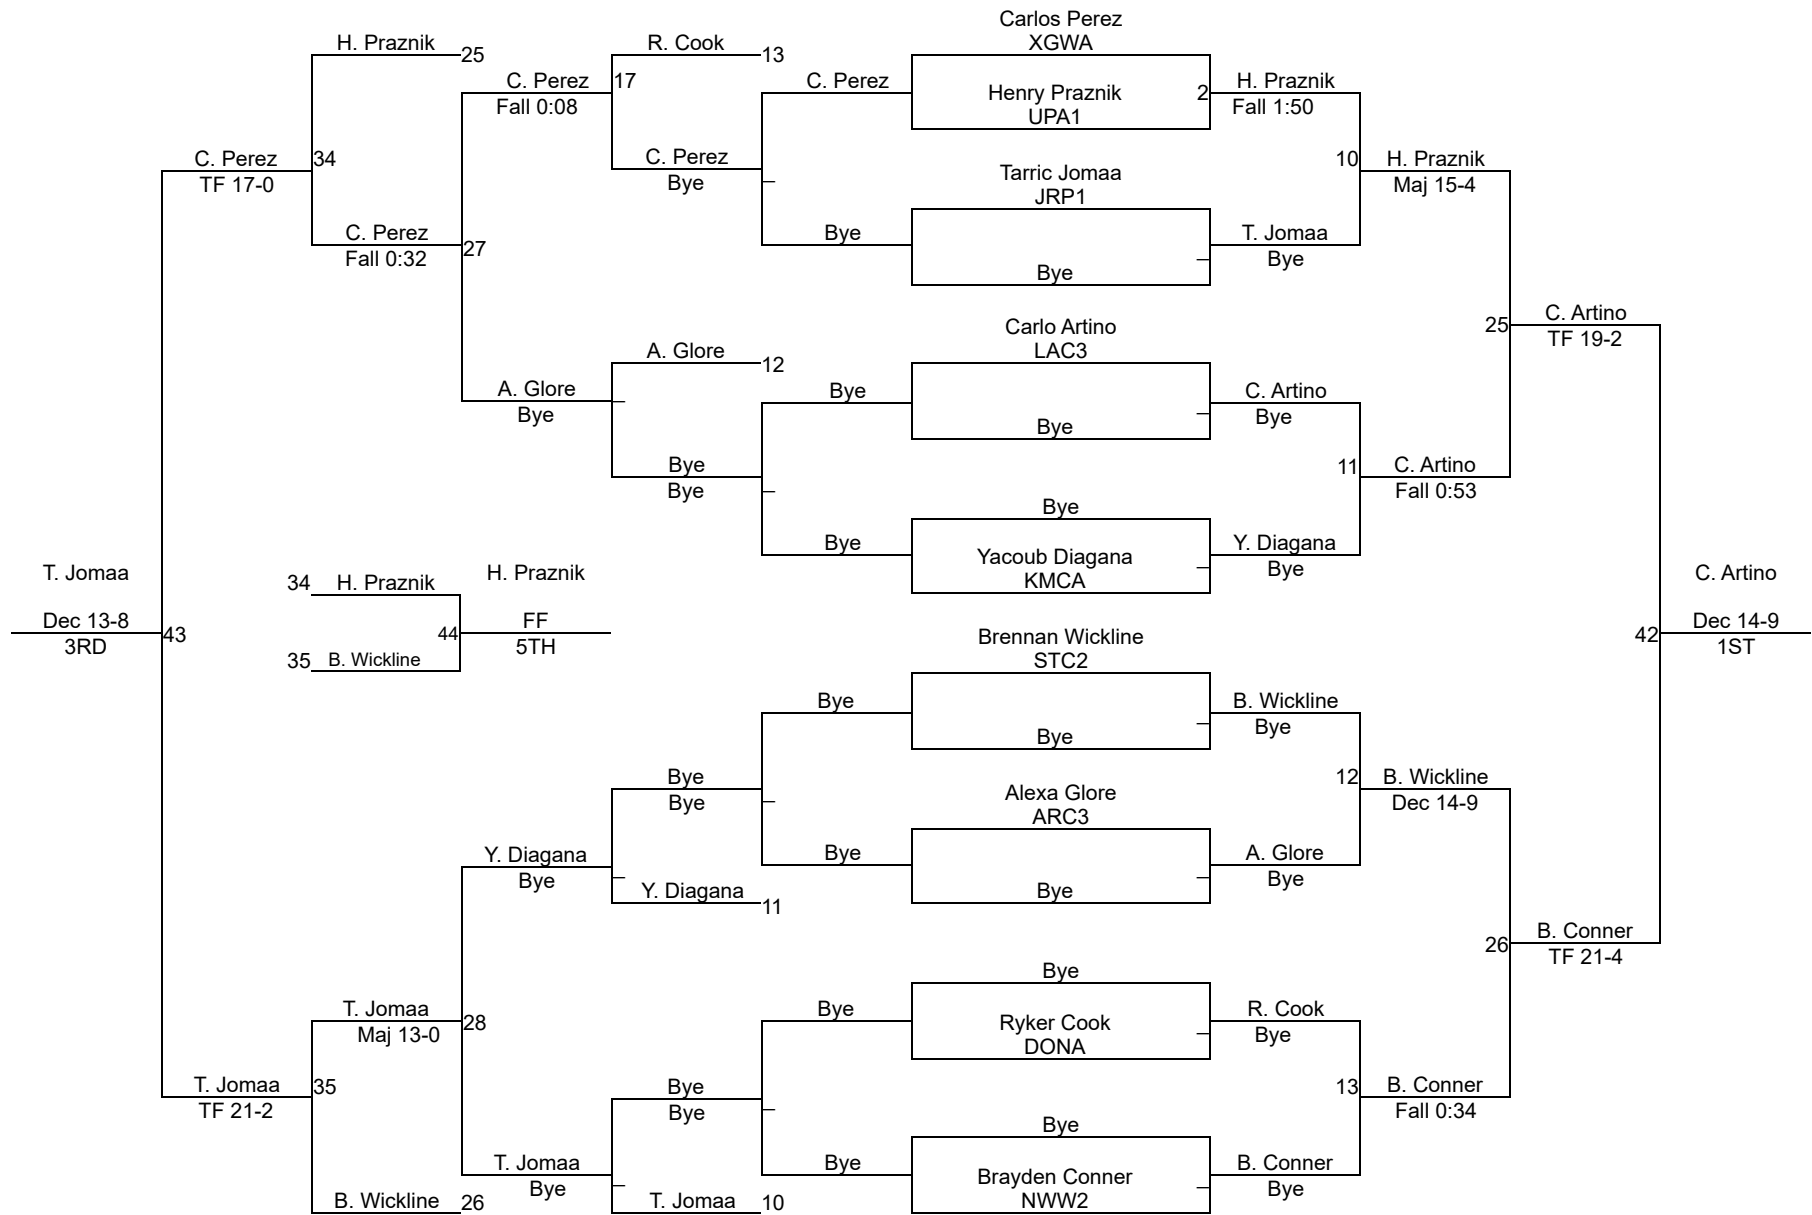 Carlos Perez
XGWA
H. Praznik
25
R. Cook
13
C. Perez
Fall 0:08
17
C. Perez
Henry Praznik
UPA1
2
H. Praznik
Fall 1:50
C. Perez
TF 17-0
34
C. Perez
Bye
Tarric Jomaa
JRP1
10
H. Praznik
Maj 15-4
C. Perez
Fall 0:32
27
Bye
Bye
T. Jomaa
Bye
Carlo Artino
LAC3
25
C. Artino
TF 19-2
A. Glore
12
A. Glore
Bye
Bye
Bye
C. Artino
Bye
Bye
Bye
11
C. Artino
Fall 0:53
Bye
Bye
Yacoub Diagana
KMCA
Y. Diagana
Bye
T. Jomaa
Dec 13-8
3RD
43
34
H. Praznik
35
B. Wickline
44
H. Praznik
FF
5TH
C. Artino
42
Dec 14-9
1ST
Brennan Wickline
STC2
Bye
Bye
B. Wickline
Bye
Bye
Bye
Alexa Glore
ARC3
12
B. Wickline
Dec 14-9
Y. Diagana
Bye
Bye
Bye
A. Glore
Bye
Y. Diagana
11
26
B. Conner
TF 21-4
T. Jomaa
Maj 13-0
28
Bye
Bye
Ryker Cook
DONA
R. Cook
Bye
T. Jomaa
TF 21-2
35
Bye
Bye
13
B. Conner
Fall 0:34
T. Jomaa
Bye
Bye
Bye
Brayden Conner
NWW2
B. Conner
Bye
B. Wickline
26
T. Jomaa
10